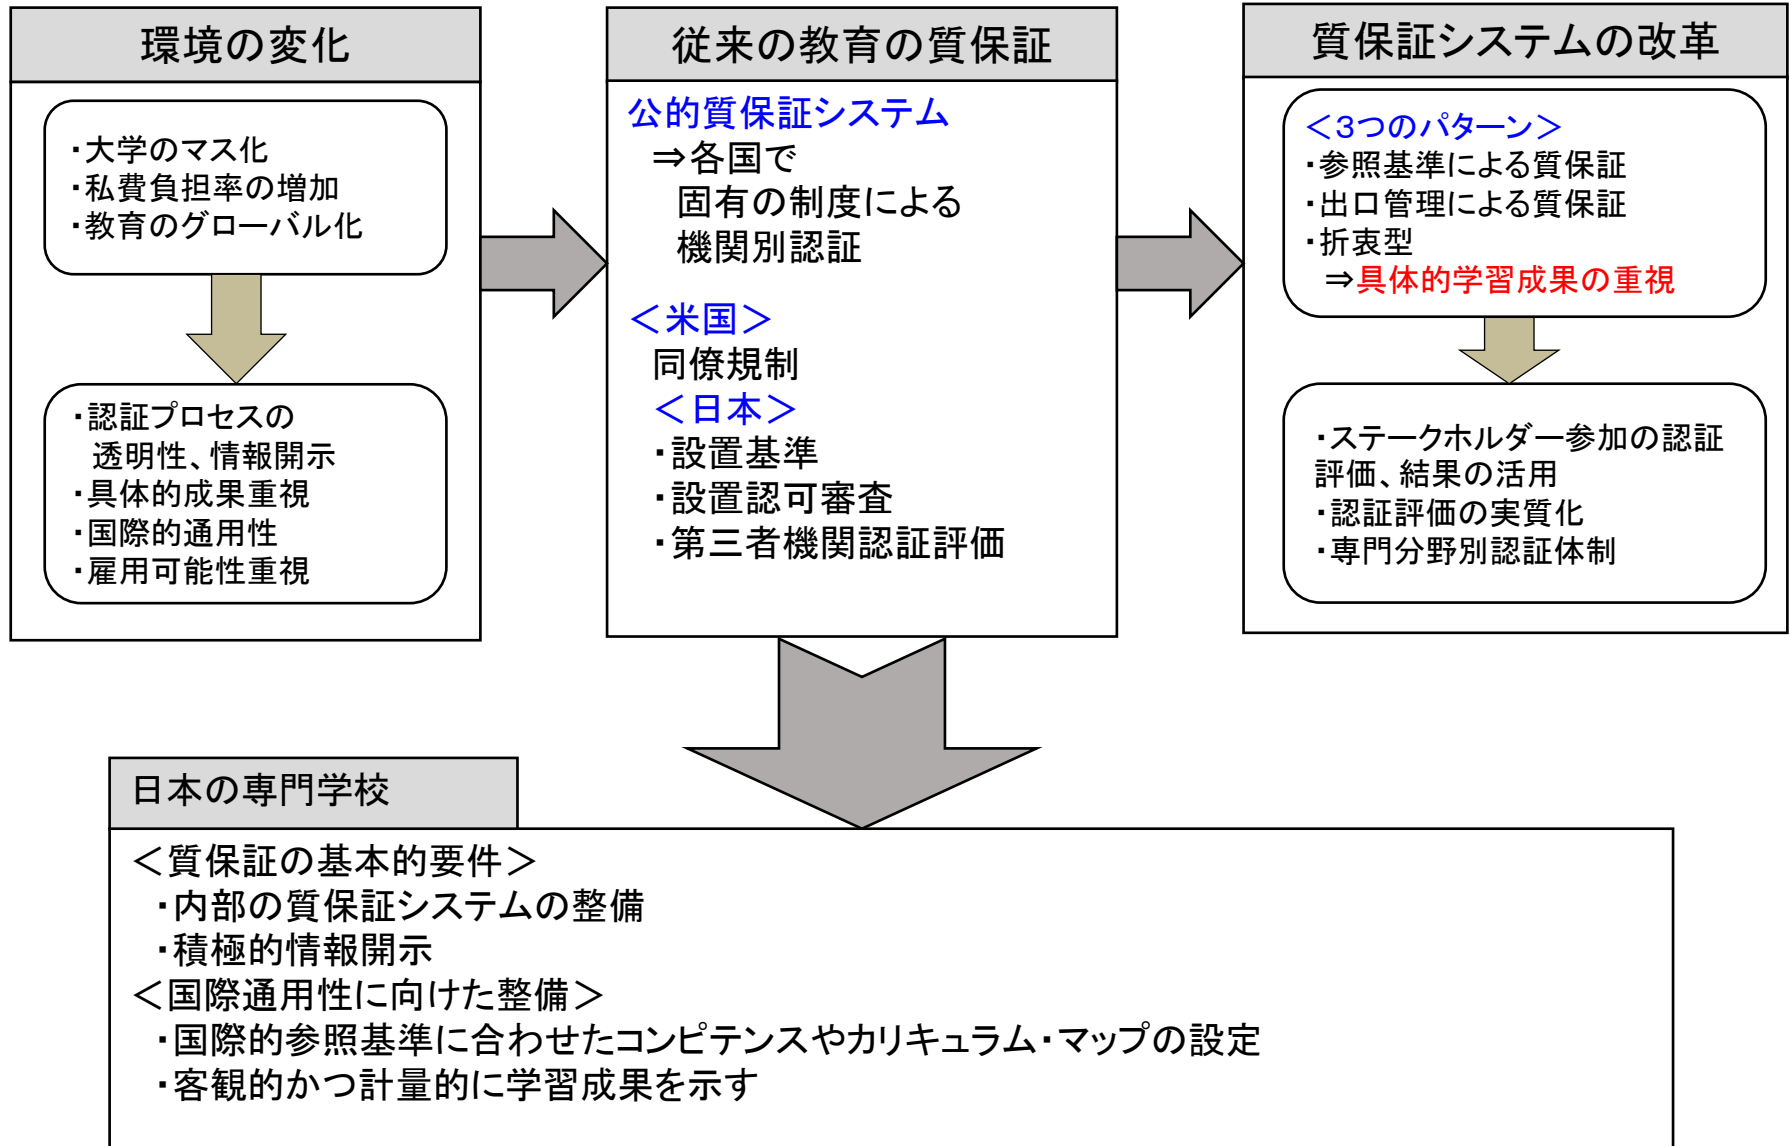 環境の変化
・大学のマス化
・私費負担率の増加
・教育のグローバル化
・認証プロセスの
透明性、情報開示
・具体的成果重視
・国際的通用性
・雇用可能性重視
従来の教育の質保証
公的質保証システム
⇒各国で
固有の制度による
機関別認証
＜米国＞
同僚規制
＜日本＞
・設置基準
・設置認可審査
・第三者機関認証評価
質保証システムの改革
＜３つのパターン＞
・参照基準による質保証
・出口管理による質保証
・折衷型
⇒具体的学習成果の重視
・ステークホルダー参加の認証
評価、結果の活用
・認証評価の実質化
・専門分野別認証体制
日本の専門学校
＜質保証の基本的要件＞
・内部の質保証システムの整備
・積極的情報開示
＜国際通用性に向けた整備＞
・国際的参照基準に合わせたコンピテンスやカリキュラム・マップの設定
・客観的かつ計量的に学習成果を示す